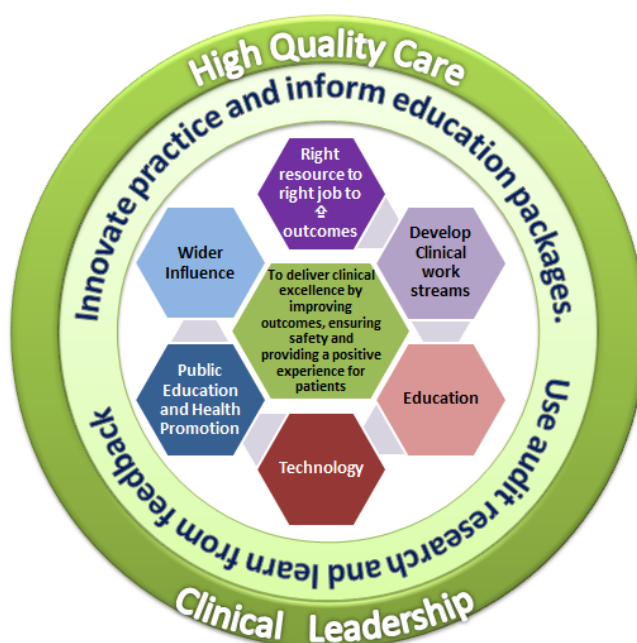 High Quality Care
Innovate practice and inform education packages.
Right
resource to
right job to
⇧
outcomes
Wider
Influence
Develop
Clinical
work
streams
To deliver clinical
excellence by
improving
outcomes, ensuring
safety and
providing a positive
experience for
patients
Public
Education
and Health
Promotion
Education
Technology
Use audit research and learn from feedback
Clinical Leadership